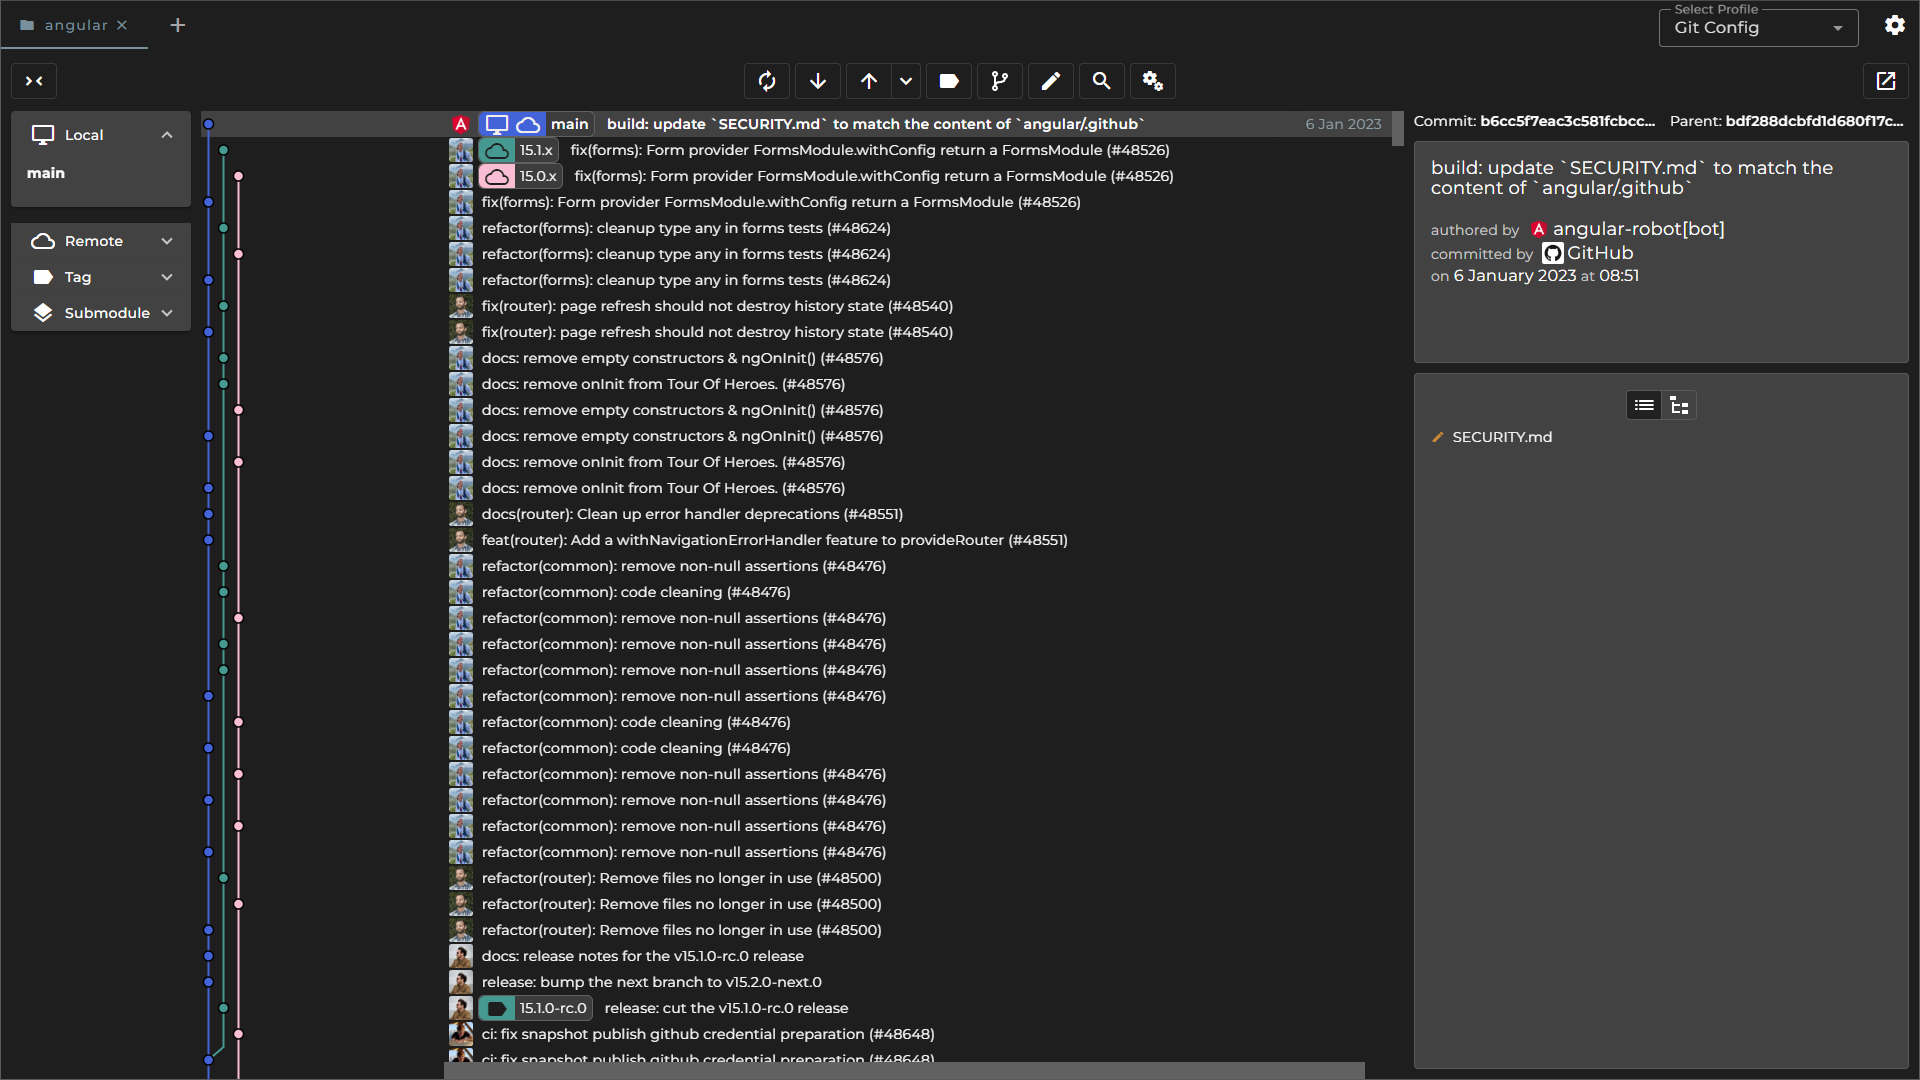 angular
Select Profile
Git Config
Local
main
Remote
Tag
Submodule
main build: update `SECURITY.md` to match the content of `angular/.github` 6 Jan 2023
15.1.x fix(forms): Form provider FormsModule.withConfig return a FormsModule (#48526)
15.0.x fix(forms): Form provider FormsModule.withConfig return a FormsModule (#48526)
fix(forms): Form provider FormsModule.withConfig return a FormsModule (#48526)
refactor(forms): cleanup type any in forms tests (#48624)
refactor(forms): cleanup type any in forms tests (#48624)
refactor(forms): cleanup type any in forms tests (#48624)
fix(router): page refresh should not destroy history state (#48540)
fix(router): page refresh should not destroy history state (#48540)
docs: remove empty constructors & ngOnInit() (#48576)
docs: remove onInit from Tour Of Heroes. (#48576)
docs: remove empty constructors & ngOnInit() (#48576)
docs: remove empty constructors & ngOnInit() (#48576)
docs: remove onInit from Tour Of Heroes. (#48576)
docs: remove onInit from Tour Of Heroes. (#48576)
docs(router): Clean up error handler deprecations (#48551)
feat(router): Add a withNavigationErrorHandler feature to provideRouter (#48551)
refactor(common): remove non-null assertions (#48476)
refactor(common): code cleaning (#48476)
refactor(common): remove non-null assertions (#48476)
refactor(common): remove non-null assertions (#48476)
refactor(common): remove non-null assertions (#48476)
refactor(common): remove non-null assertions (#48476)
refactor(common): code cleaning (#48476)
refactor(common): code cleaning (#48476)
refactor(common): remove non-null assertions (#48476)
refactor(common): remove non-null assertions (#48476)
refactor(common): remove non-null assertions (#48476)
refactor(common): remove non-null assertions (#48476)
refactor(router): Remove files no longer in use (#48500)
refactor(router): Remove files no longer in use (#48500)
refactor(router): Remove files no longer in use (#48500)
docs: release notes for the v15.1.0-rc.0 release
release: bump the next branch to v15.2.0-next.0
15.1.0-rc.0 release: cut the v15.1.0-rc.0 release
ci: fix snapshot publish github credential preparation (#48648)
ci: fix snapshot publish github credential preparation (#48648)
Commit: b6cc5f7eac3c581fcbcc... Parent: bdf288dcbfd1d680f17c...
build: update `SECURITY.md` to match the
content of `angular/.github`
authored by angular-robot[bot]
committed by GitHub
on 6 January 2023 at 08:51
SECURITY.md